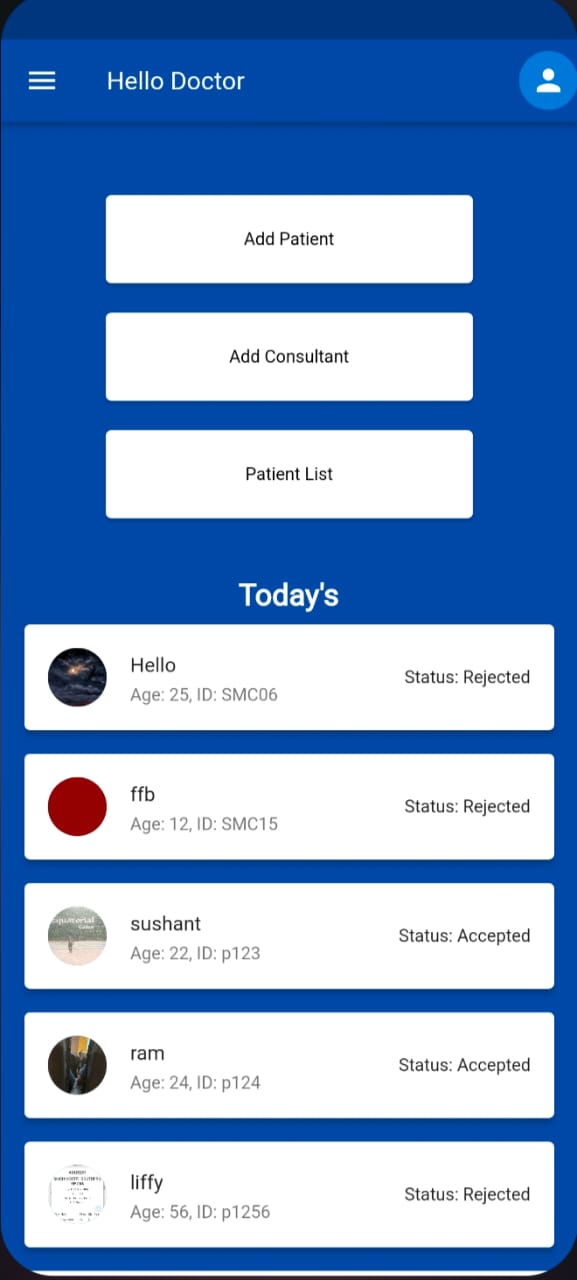 Hello Doctor
Add Patient
Add Consultant
Patient List
Today's
Hello
Age: 25, ID: SMC06
Status: Rejected
ffb
Age: 12, ID: SMC15
Status: Rejected
sushant
Age: 22, ID: p123
Status: Accepted
ram
Age: 24, ID: p124
Status: Accepted
liffy
Age: 56, ID: p1256
Status: Rejected